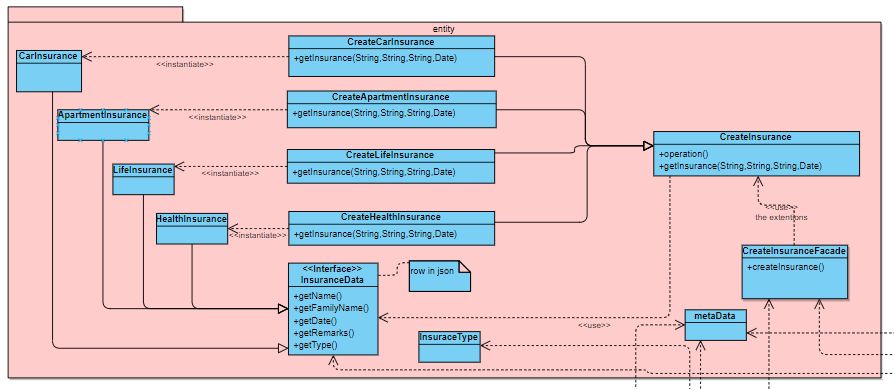 entity
CarInsurance
<<instantiate>>
CreateCarInsurance
+getInsurance(String,String,String,Date)
ApartmentInsurance
<<instantiate>>
CreateApartmentInsurance
+getInsurance(String,String,String,Date)
CreateInsurance
+operation()
+getInsurance(String,String,String,Date)
LifeInsurance
<<instantiate>>
CreateLifeInsurance
+getInsurance(String,String,String,Date)
HealthInsurance
<<instantiate>>
CreateHealthInsurance
+getInsurance(String,String,String,Date)
<<use>>
the extentions
CreateInsuranceFacade
+createInsurance()
<<Interface>>
InsuranceData
+getName()
+getFamilyName()
+getDate()
+getRemarks()
+getType()
row in json
<<use>>
metaData
InsuraceType